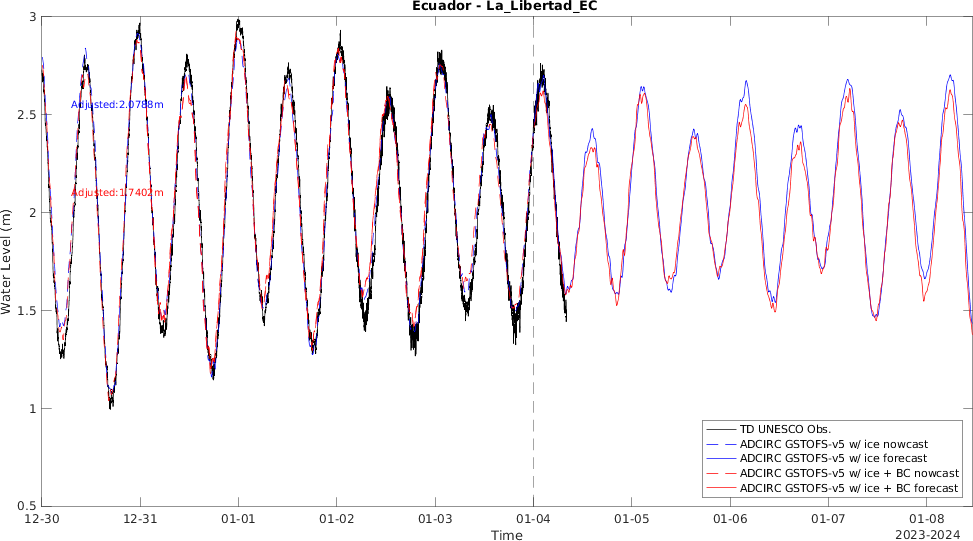 Ecuador - La_Libertad_EC
3
2.5
2
1.5
1
0.5
Water Level (m)
Adjusted:2.0788m
Adjusted:1.7402m
TD UNESCO Obs.
ADCIRC GSTOFS-v5 w/ ice nowcast
ADCIRC GSTOFS-v5 w/ ice forecast
ADCIRC GSTOFS-v5 w/ ice + BC nowcast
ADCIRC GSTOFS-v5 w/ ice + BC forecast
12-30 12-31 01-01 01-02 01-03 01-04 01-05 01-06 01-07 01-08
Time
2023-2024